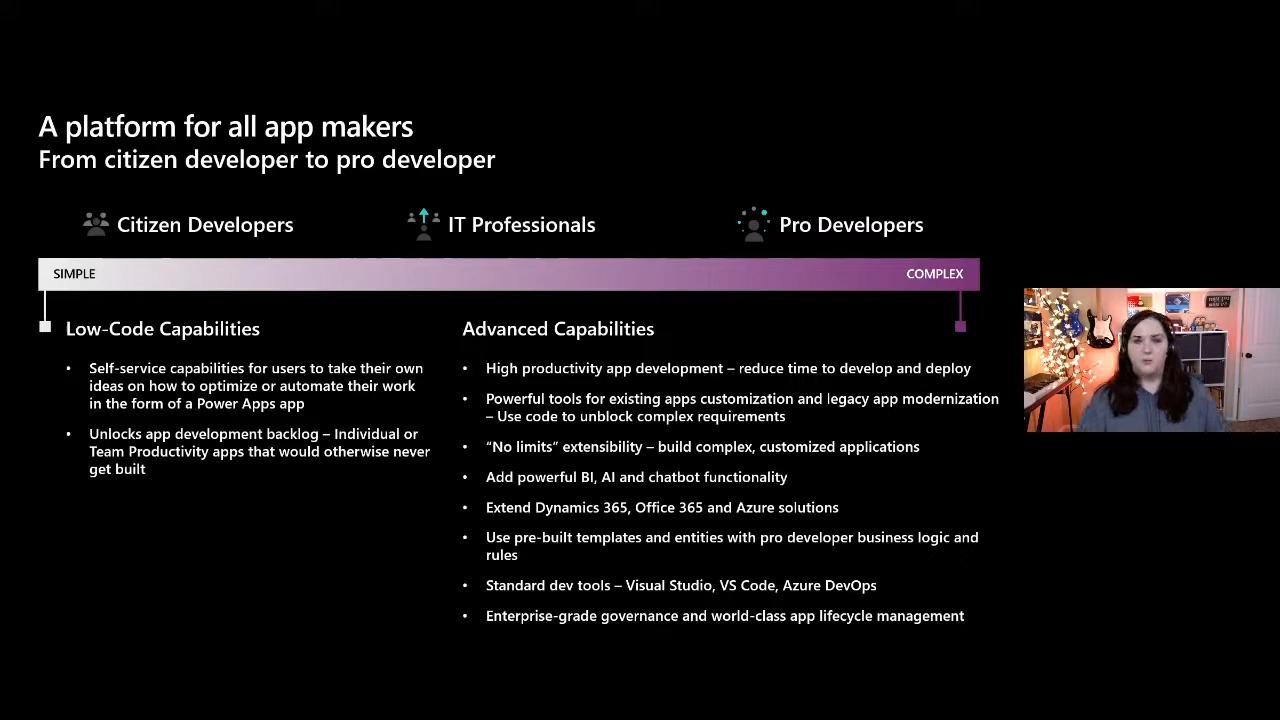 A platform for all app makers
From citizen developer to pro developer
Citizen Developers
IT Professionals
Pro Developers
SIMPLE
COMPLEX
Low-Code Capabilities
• Self-service capabilities for users to take their own
ideas on how to optimize or automate their work
in the form of a Power Apps app
• Unlocks app development backlog – Individual or
Team Productivity apps that would otherwise never
get built
Advanced Capabilities
• High productivity app development – reduce time to develop and deploy
• Powerful tools for existing apps customization and legacy app modernization
– Use code to unblock complex requirements
• “No limits” extensibility – build complex, customized applications
• Add powerful BI, AI and chatbot functionality
• Extend Dynamics 365, Office 365 and Azure solutions
• Use pre-built templates and entities with pro developer business logic and
rules
• Standard dev tools – Visual Studio, VS Code, Azure DevOps
• Enterprise-grade governance and world-class app lifecycle management